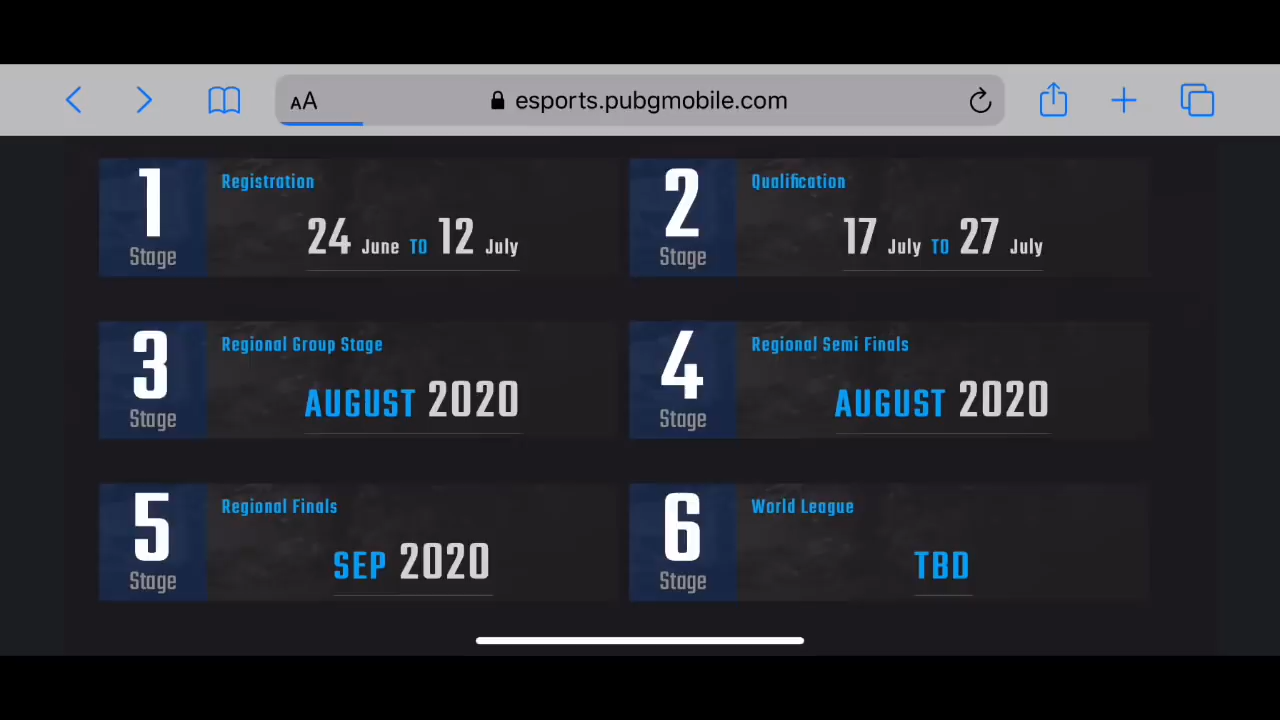 AA esports.pubgmobile.com
1 Stage
Registration
24 June TO 12 July
2 Stage
Qualification
17 July TO 27 July
3 Stage
Regional Group Stage
AUGUST 2020
4 Stage
Regional Semi Finals
AUGUST 2020
5 Stage
Regional Finals
SEP 2020
6 Stage
World League
TBD